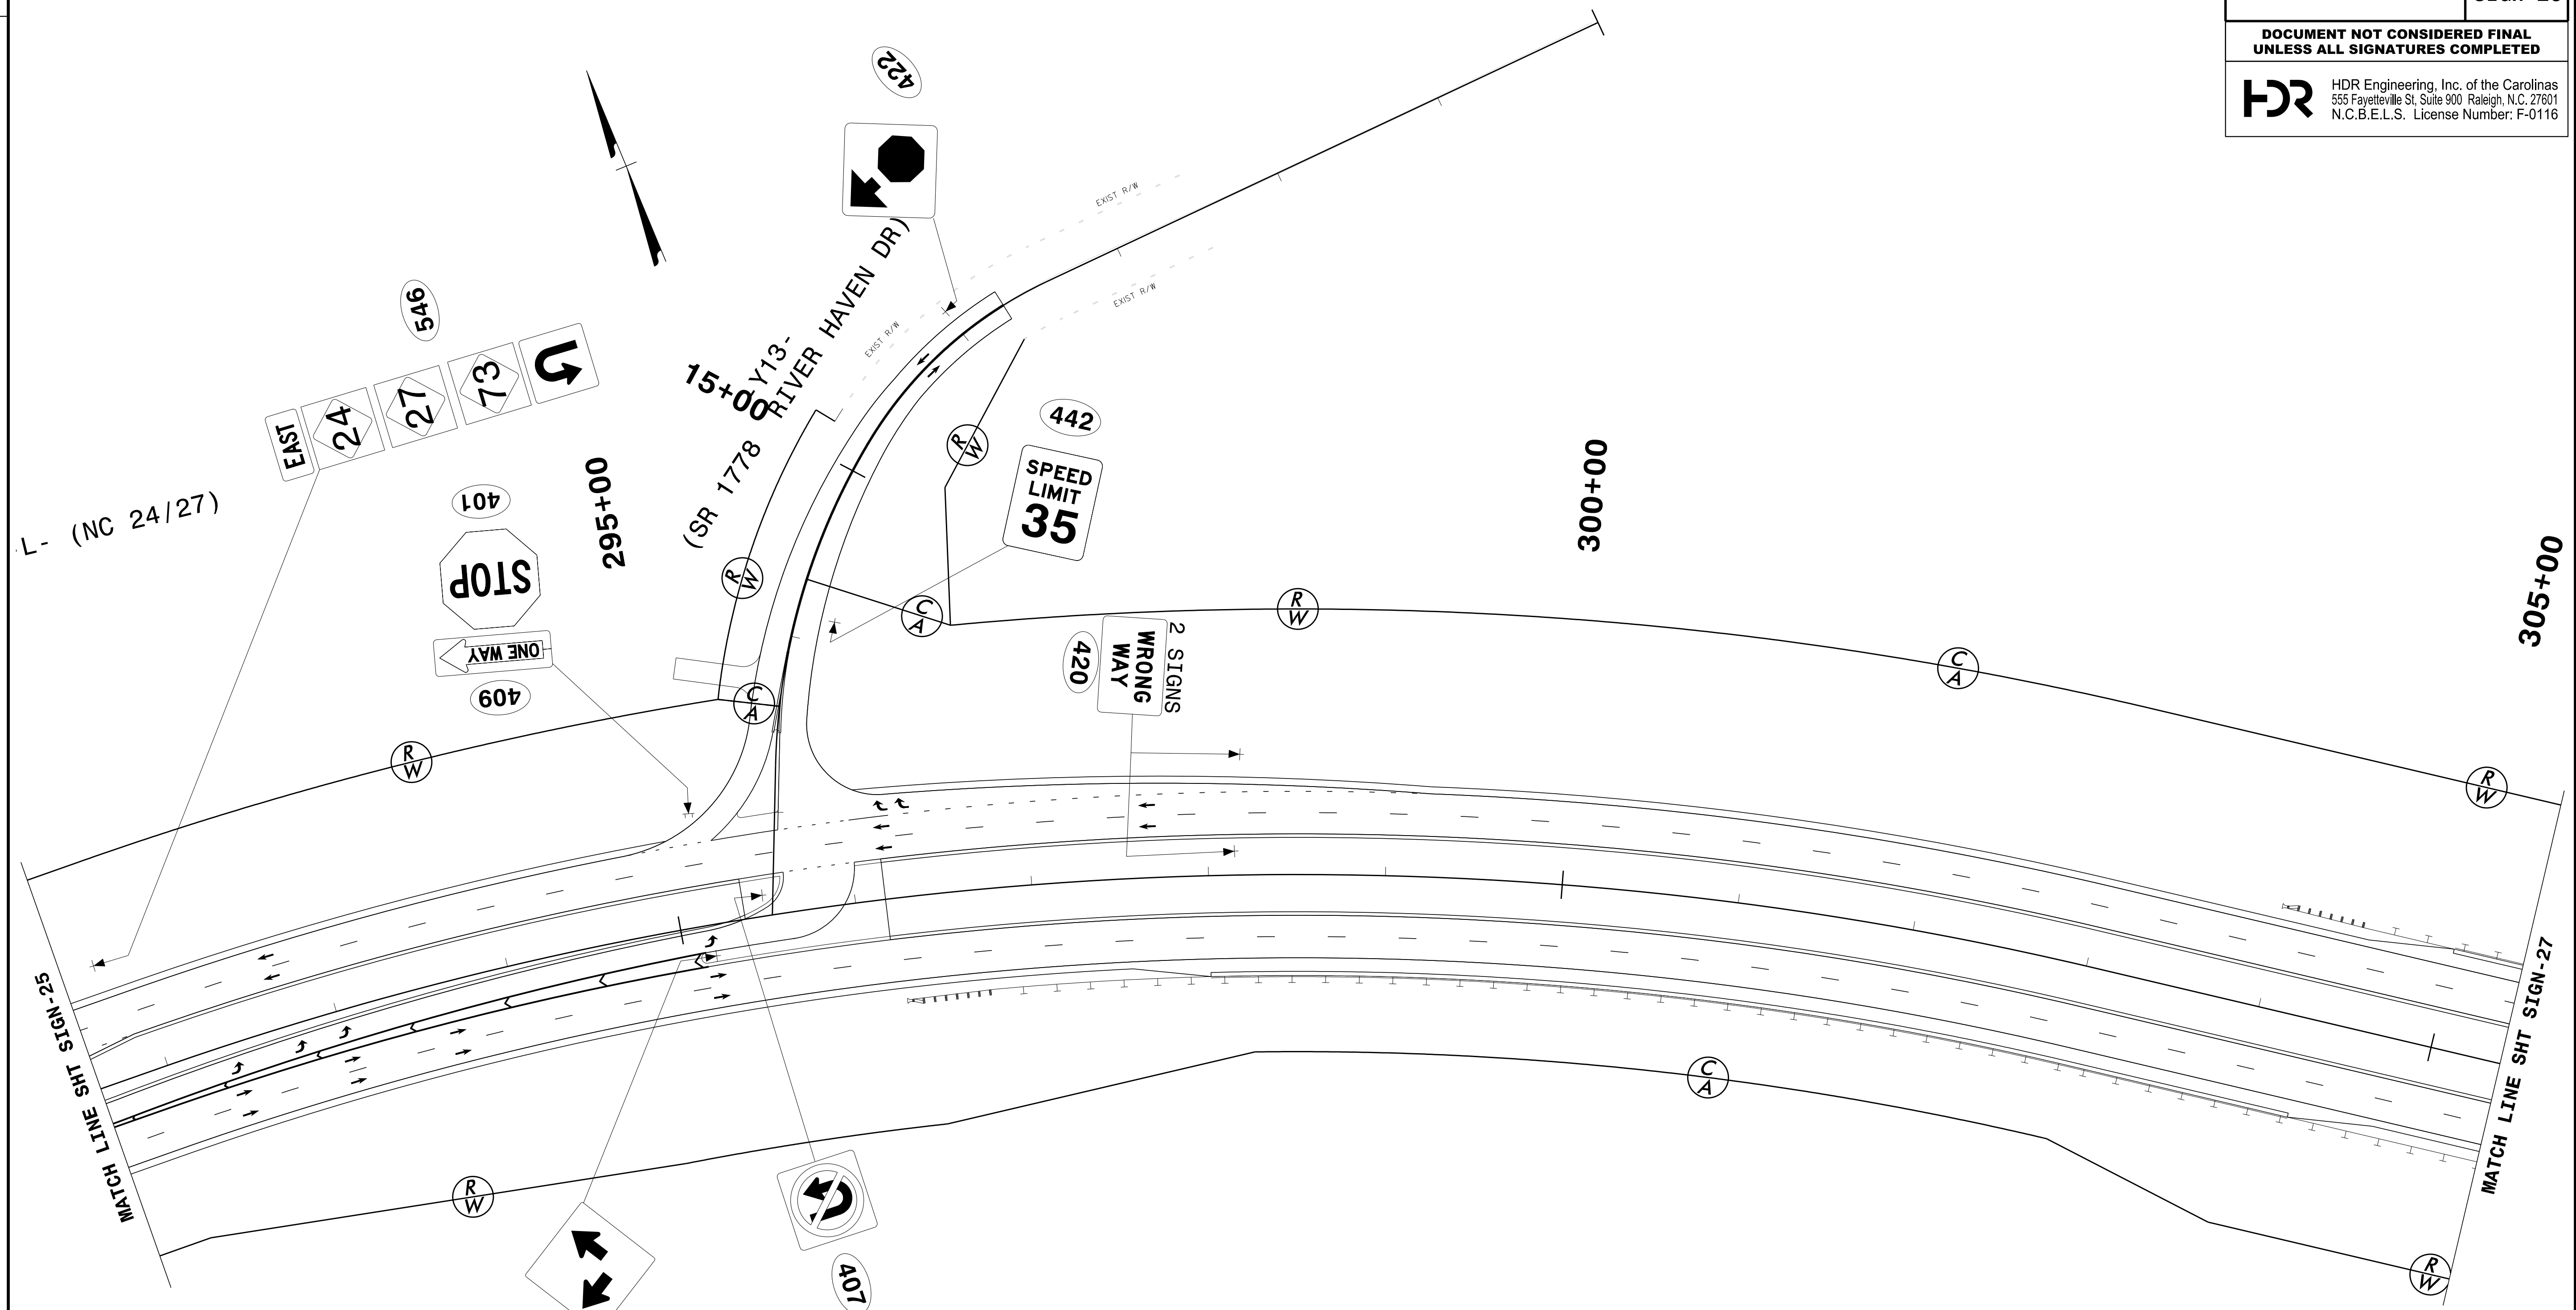 DOCUMENT NOT CONSIDERED FINAL
UNLESS ALL SIGNATURES COMPLETED
HDR
HDR Engineering, Inc. of the Carolinas
555 Fayetteville St, Suite 900 Raleigh, N.C. 27601
N.C.B.E.L.S. License Number: F-0116
422
EXIST R/W
EXIST R/W
EXIST R/W
546
EAST
24
27
73
15+00
-Y13-
RIVER HAVEN DR)
(SR 1778
L- (NC 24/27)
401
STOP
ONE WAY
409
295+00
442
SPEED
LIMIT
35
300+00
305+00
420
WRONG
WAY
2 SIGNS
R/W
R/W
C/A
C/A
R/W
R/W
C/A
R/W
C/A
R/W
R/W
MATCH LINE SHT SIGN-25
MATCH LINE SHT SIGN-27
407